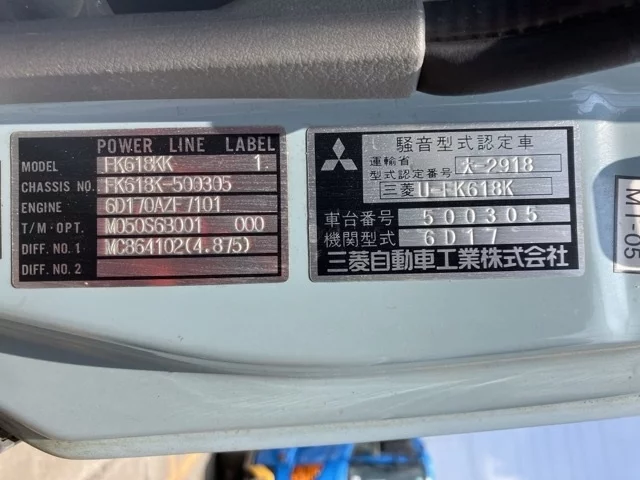 POWER LINE LABEL
MODEL FK618KK 1
CHASSIS NO. FK618K-500305
ENGINE 6D170AZF7101
T/M·OPT. M050S6B001 000
DIFF. NO. 1 MC864102(4.875)
DIFF. NO. 2
騒音型式認定車
運輸省
型式認定番号 大-2918
三菱U-FK618K
車台番号 500305
機関型式 6D17
三菱自動車工業株式会社
MT-05